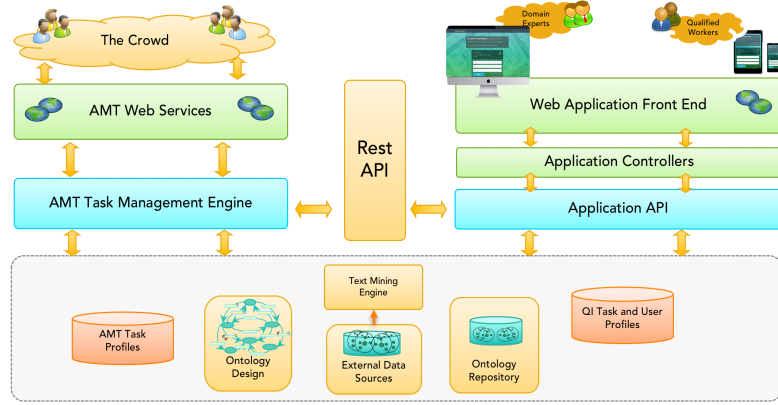 The Crowd
Domain
Experts
Qualified
Workers
AMT Web Services
Rest
API
Web Application Front End
Application Controllers
AMT Task Management Engine
Application API
Text Mining
Engine
AMT Task
Profiles
Ontology
Design
External Data
Sources
Ontology
Repository
QI Task and User
Profiles